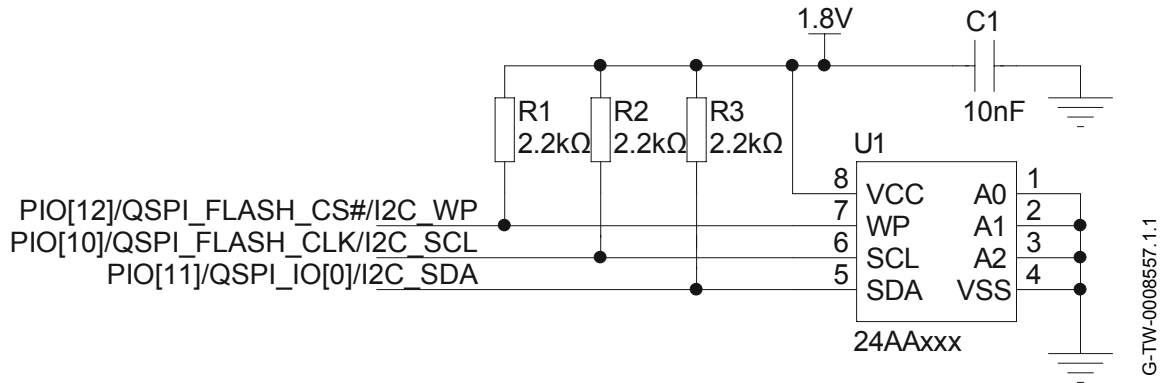 1.8V
C1
10nF
R1
2.2kΩ
R2
2.2kΩ
R3
2.2kΩ
U1
PIO[12]/QSPI_FLASH_CS#/I2C_WP
PIO[10]/QSPI_FLASH_CLK/I2C_SCL
PIO[11]/QSPI_IO[0]/I2C_SDA
8 VCC A0 1
7 WP A1 2
6 SCL A2 3
5 SDA VSS 4
24AAxxx
G-TW-0008557.1.1